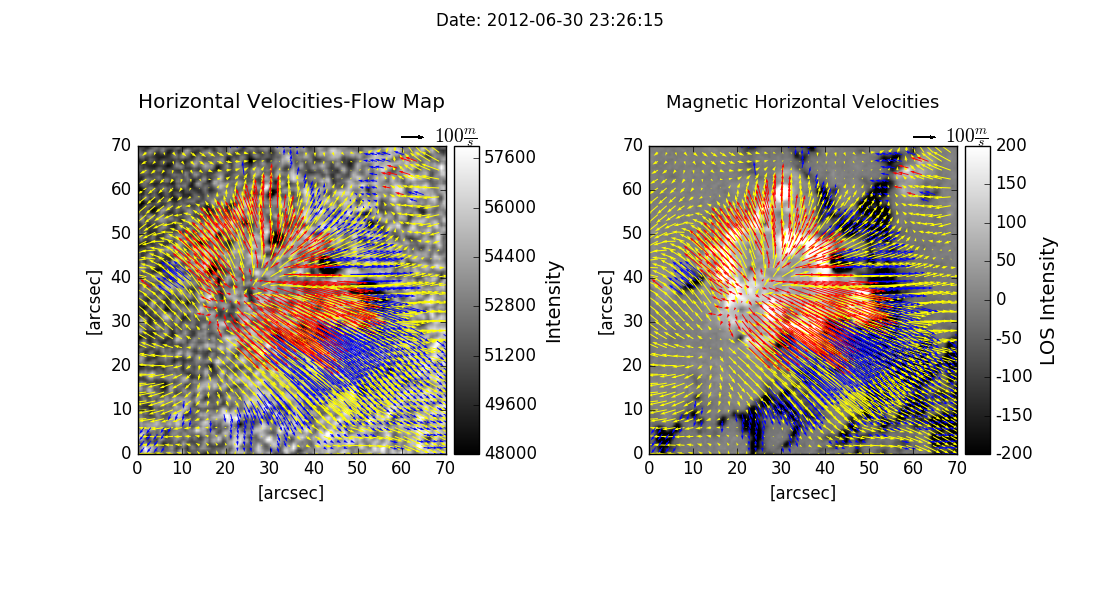 Date: 2012-06-30 23:26:15
Horizontal Velocities-Flow Map
100 m/s
70
60
50
40
30
20
10
0
[arcsec]
0 10 20 30 40 50 60 70
[arcsec]
57600
56000
54400
52800
51200
49600
48000
Intensity
Magnetic Horizontal Velocities
100 m/s
70
60
50
40
30
20
10
0
[arcsec]
0 10 20 30 40 50 60 70
[arcsec]
200
150
100
50
0
-50
-100
-150
-200
LOS Intensity